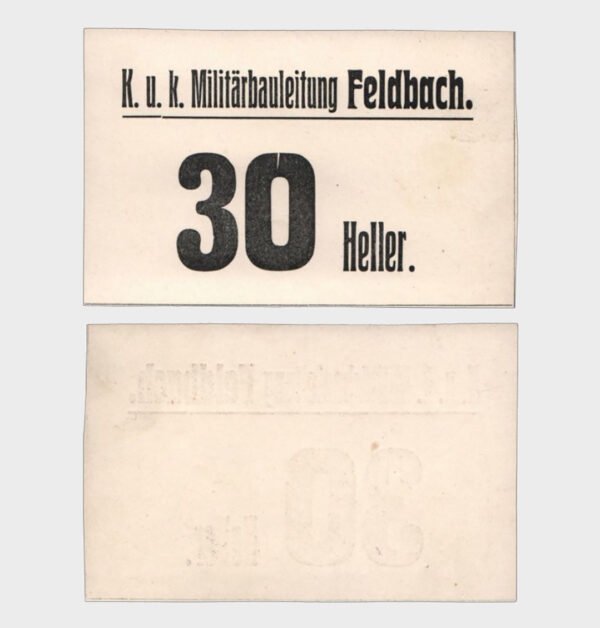 K. u. k. Militärbauleitung Feldbach.
30 Heller.